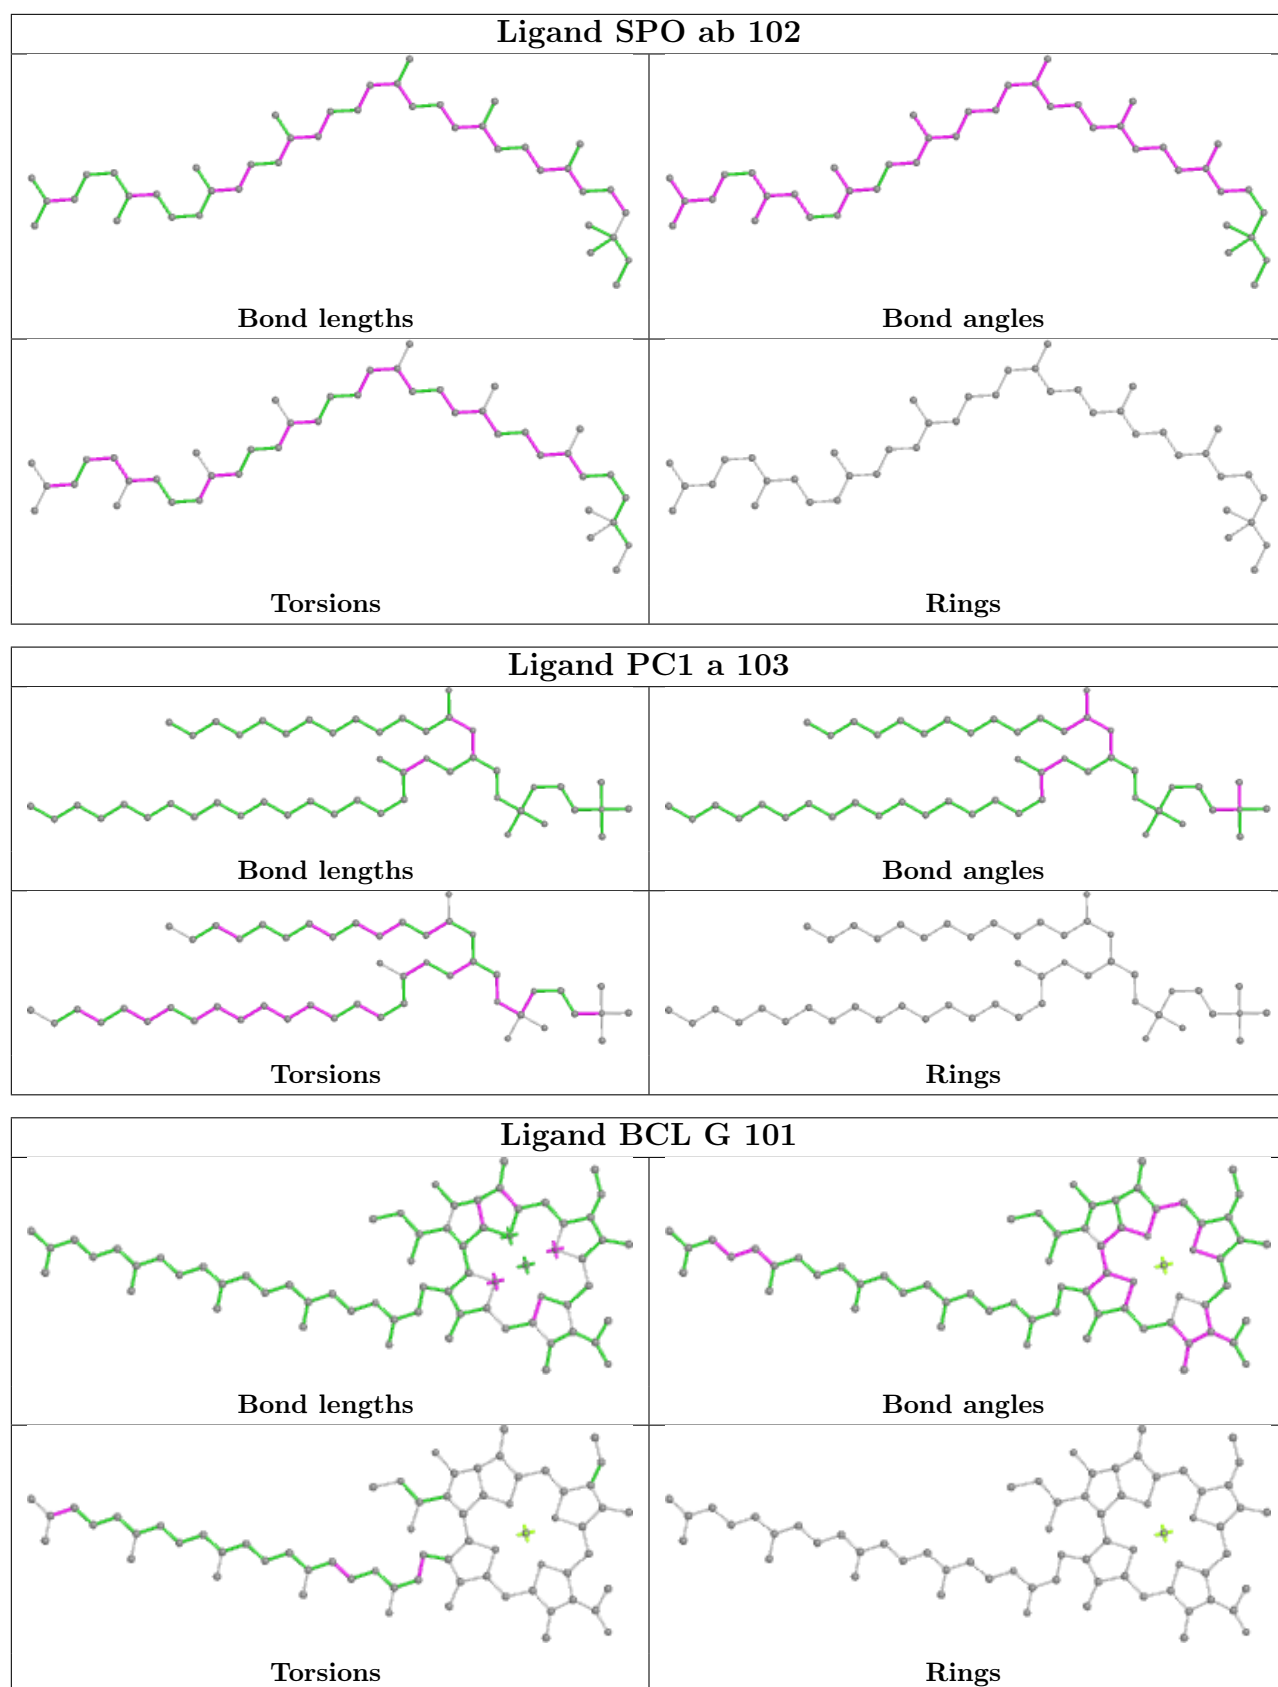 Ligand SPO ab 102
Bond lengths
Bond angles
Torsions
Rings
Ligand PC1 a 103
Bond lengths
Bond angles
Torsions
Rings
Ligand BCL G 101
Bond lengths
Bond angles
Torsions
Rings